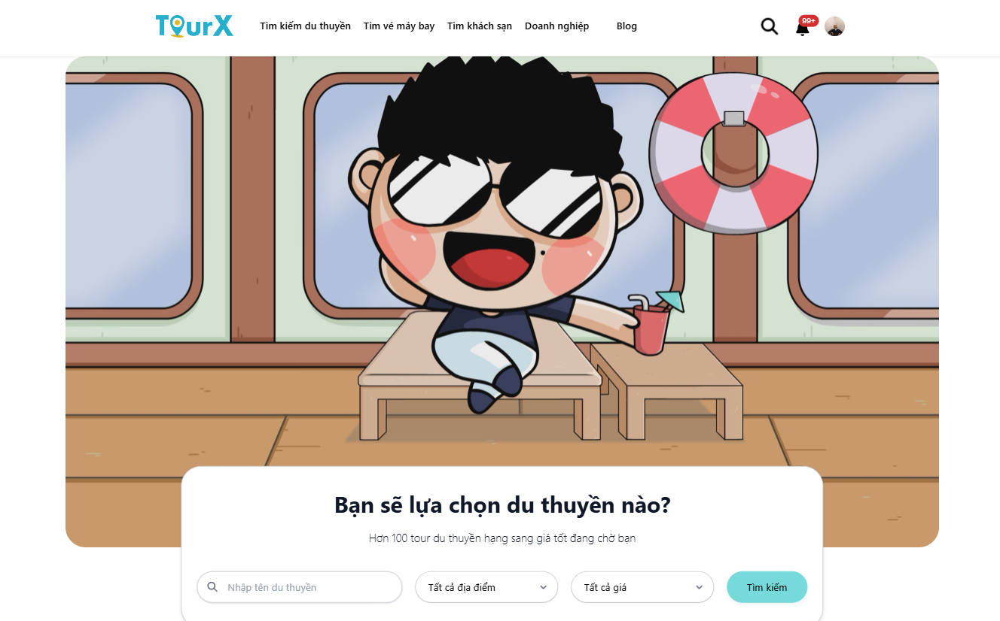 TourX
Tìm kiếm du thuyền Tìm vé máy bay Tìm khách sạn Doanh nghiệp Blog
99+
Bạn sẽ lựa chọn du thuyền nào?
Hơn 100 tour du thuyền hạng sang giá tốt đang chờ bạn
Nhập tên du thuyền Tất cả địa điểm Tất cả giá Tìm kiếm